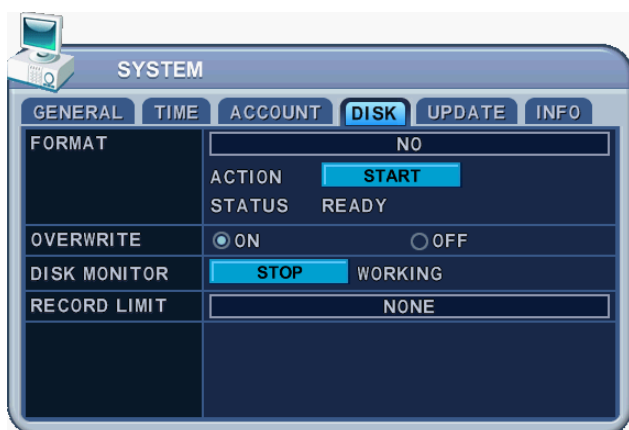 SYSTEM
GENERAL TIME ACCOUNT DISK UPDATE INFO
FORMAT NO
ACTION START
STATUS READY
OVERWRITE ON OFF
DISK MONITOR STOP WORKING
RECORD LIMIT NONE